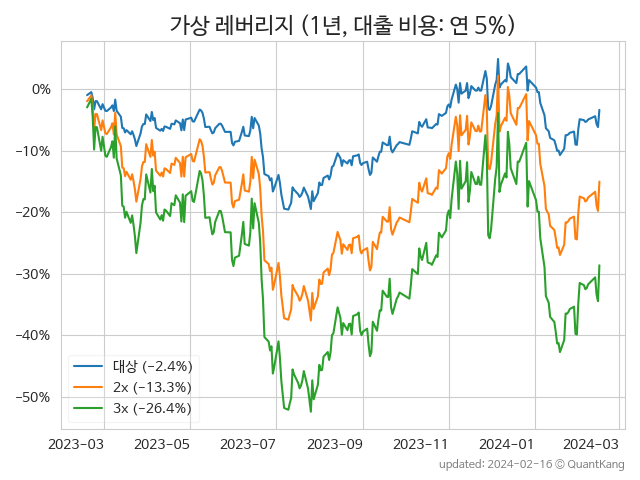 가상 레버리지 (1년, 대출 비용: 연 5%)
0%
−10%
−20%
−30%
−40%
−50%
대상 (−2.4%)
2x (−13.3%)
3x (−26.4%)
2023-03 2023-05 2023-07 2023-09 2023-11 2024-01 2024-03
updated: 2024-02-16 © QuantKang